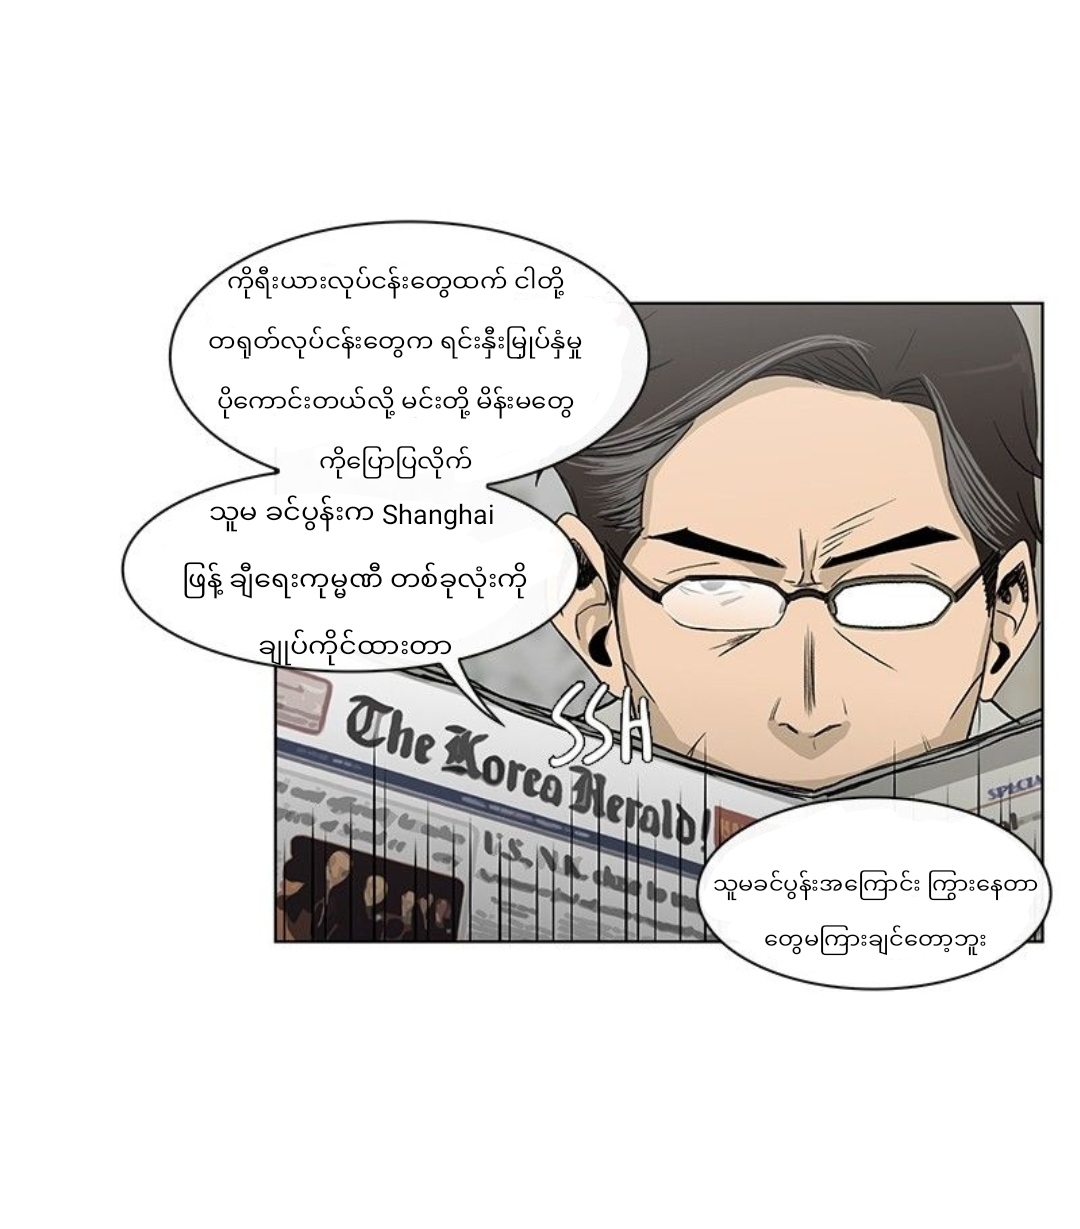 ကိုရီးယားလုပ်ငန်းတွေထက် ငါတို့
တရုတ်လုပ်ငန်းတွေက ရင်းနှီးမြှုပ်နှံမှု
ပိုကောင်းတယ်လို့ မင်းတို့ မိန်းမတွေ
ကိုပြောပြလိုက်
သူမ ခင်ပွန်းက Shanghai
ဖြန့် ချီရေးကုမ္မဏီ တစ်ခုလုံးကို
ချုပ်ကိုင်ထားတာ
SSH
The Korea Herald!
U.S., N.K. close to
SPECIA
သူမခင်ပွန်းအကြောင်း ကြွားနေတာ
တွေမကြားချင်တော့ဘူး